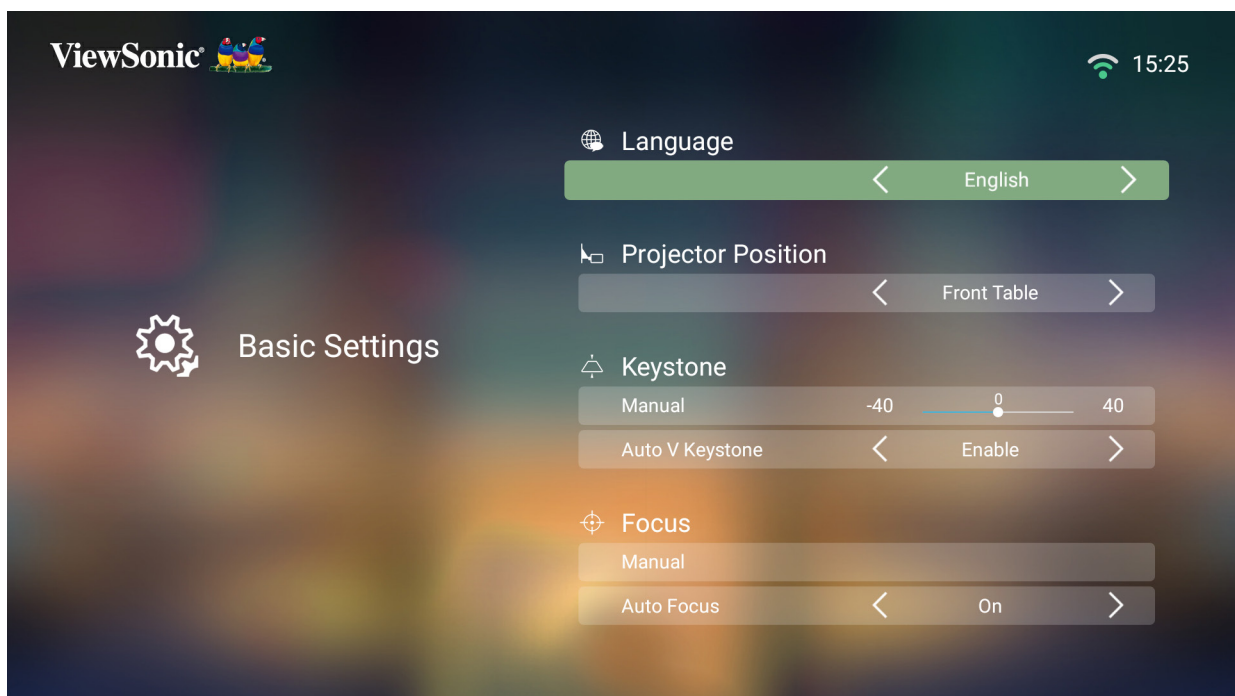 ViewSonic®
15:25
Language
English
Projector Position
Front Table
Basic Settings
Keystone
Manual -40 0 40
Auto V Keystone Enable
Focus
Manual
Auto Focus On